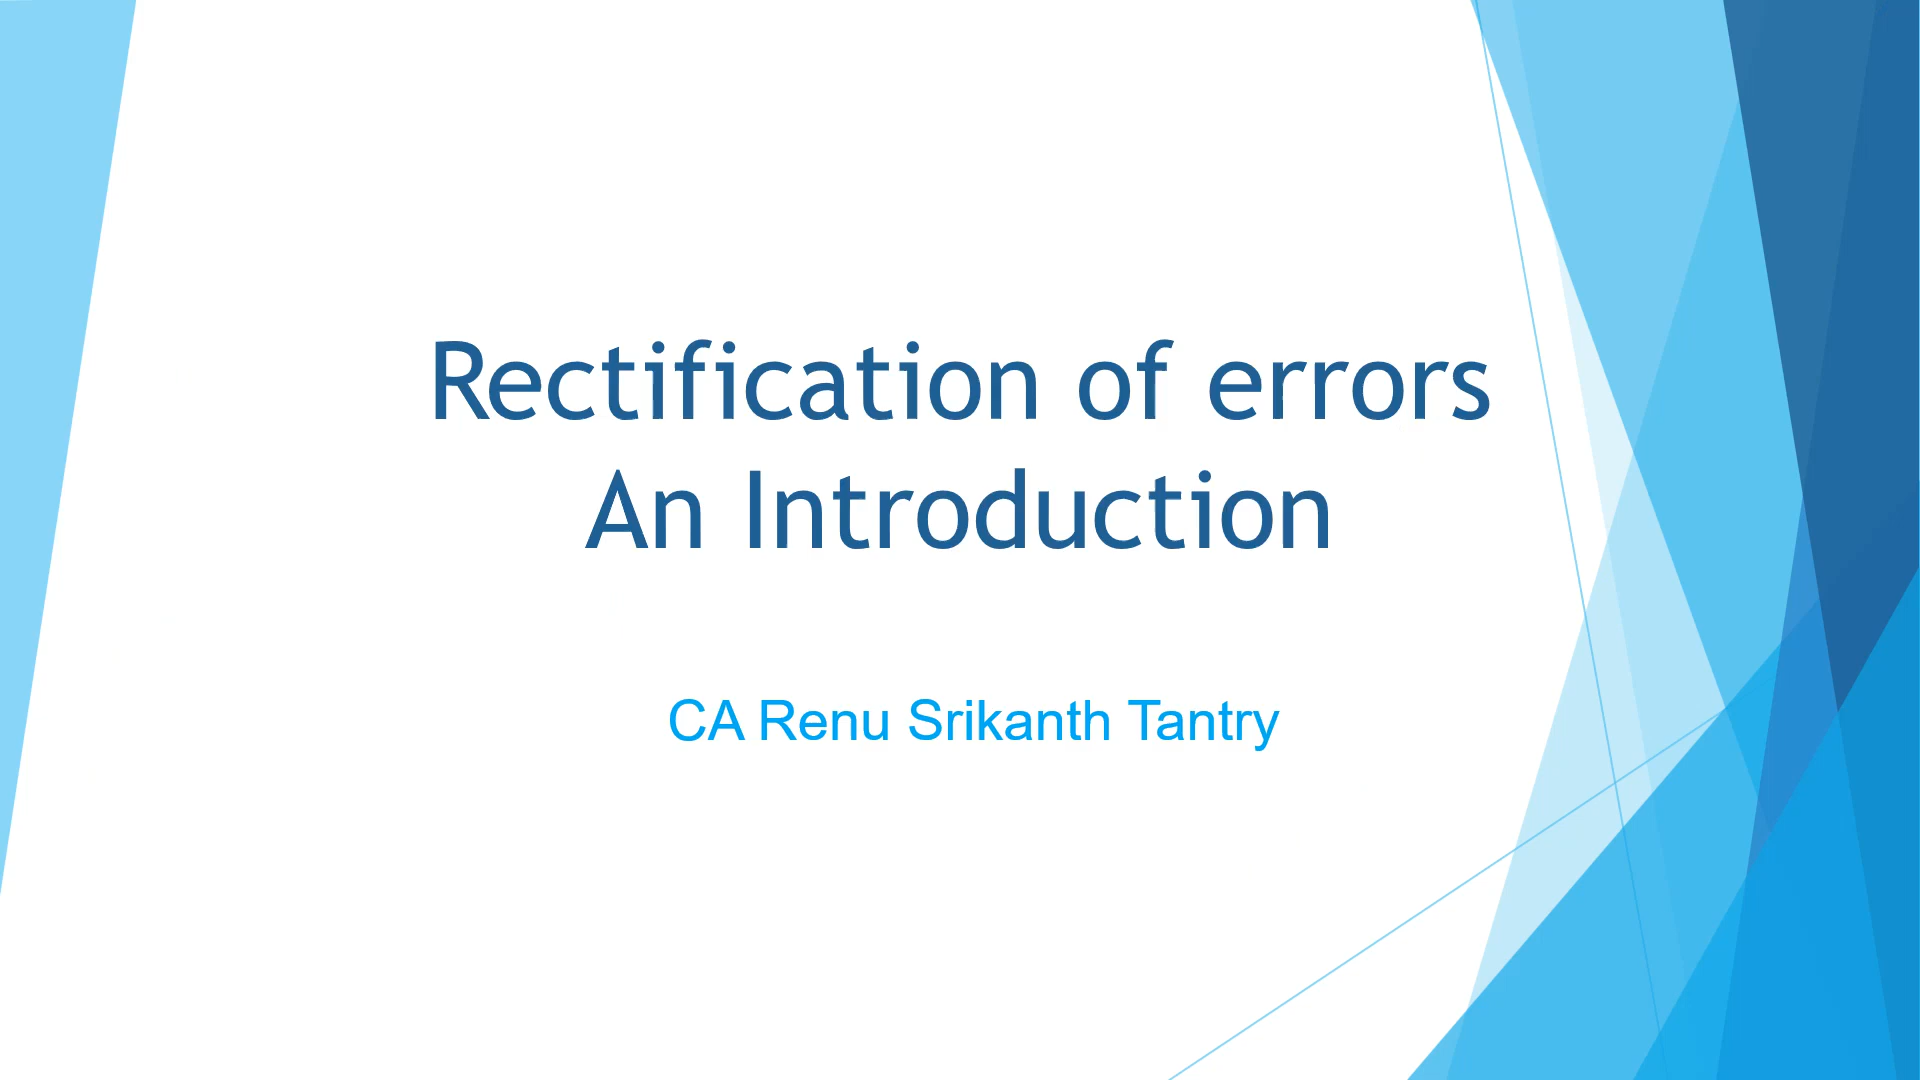 Rectification of errors
An Introduction
CA Renu Srikanth Tantry